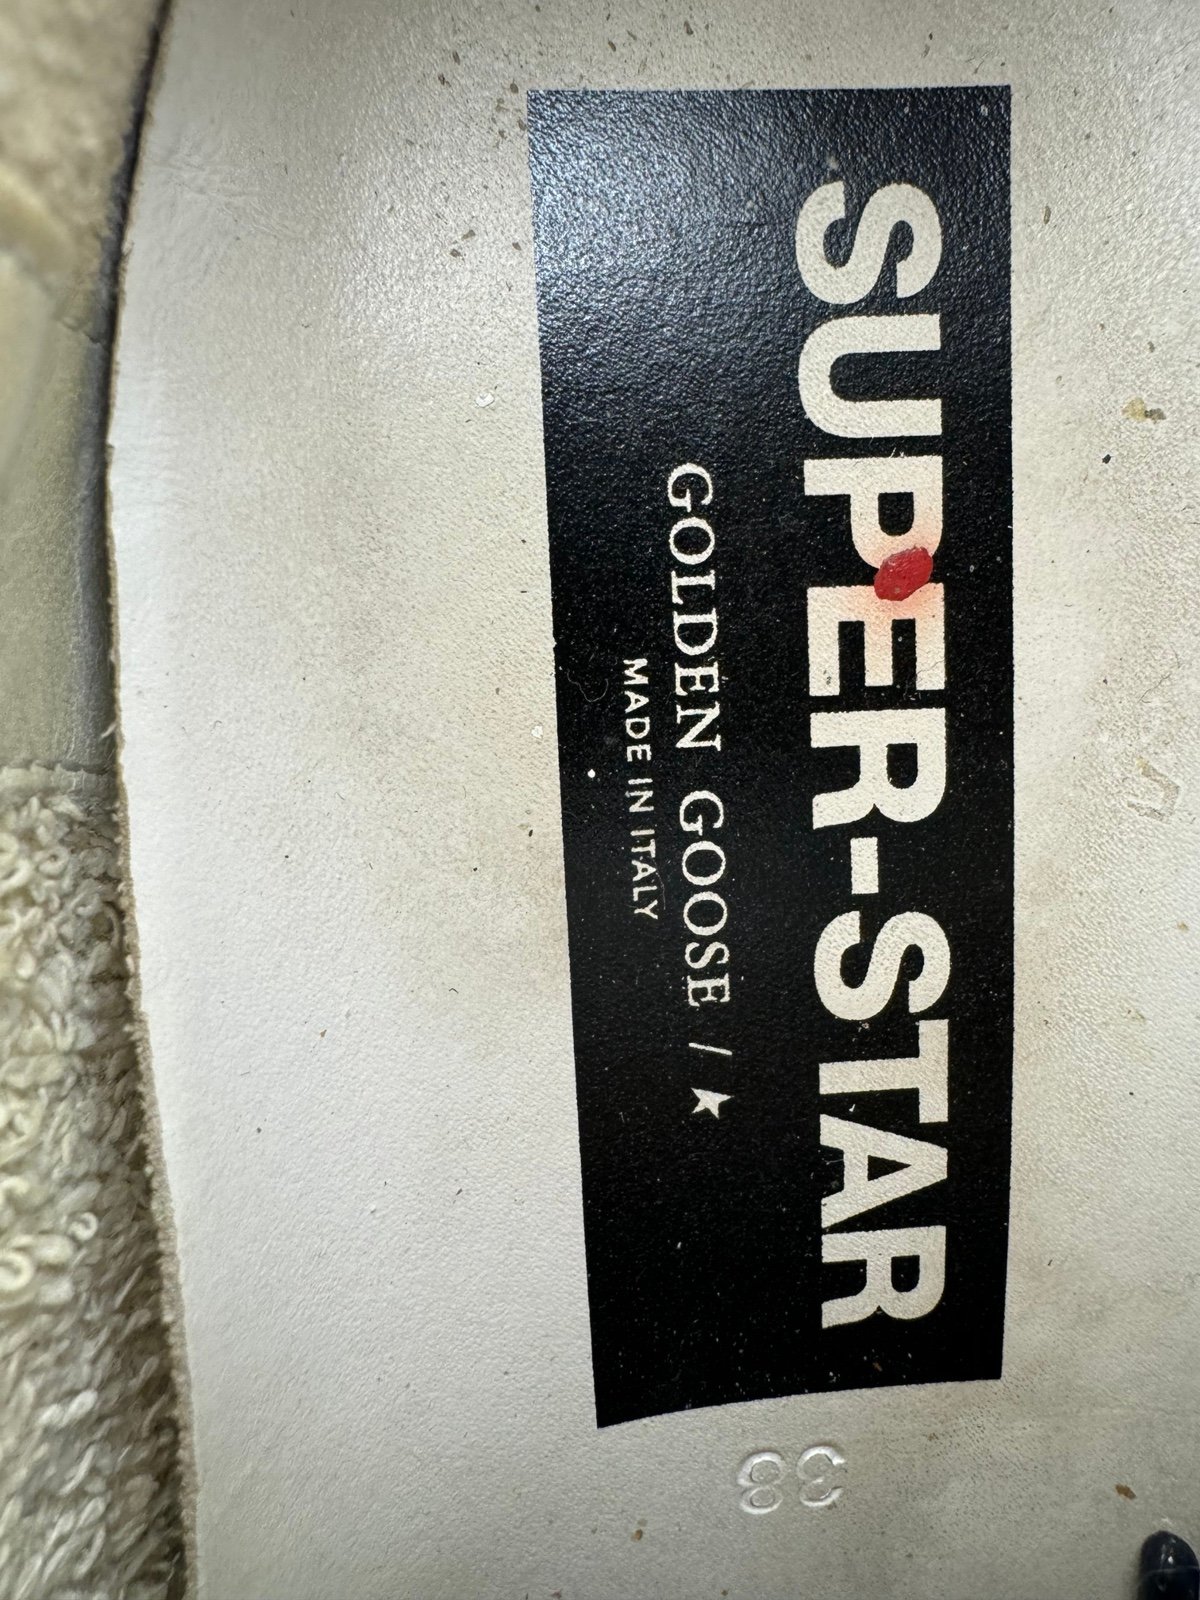 SUPER-STAR
GOLDEN GOOSE / ★
MADE IN ITALY
38